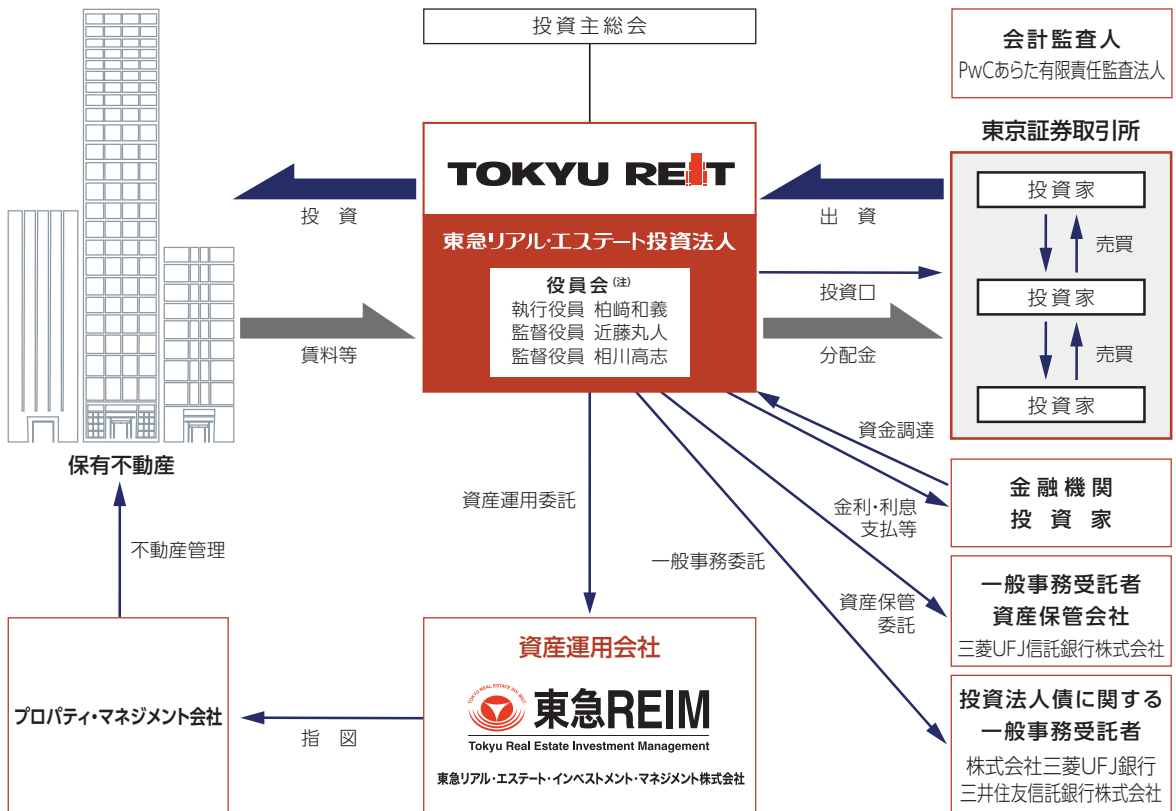 投資主総会
会計監査人
PwCあらた有限責任監査法人
東京証券取引所
TOKYU REIT
投資
出資
投資家
東急リアル・エステート投資法人
売買
役員会(注)
執行役員 柏﨑和義
監督役員 近藤丸人
監督役員 相川高志
投資口
投資家
賃料等
分配金
売買
投資家
保有不動産
資金調達
金融機関
投資家
資産運用委託
金利・利息
支払等
不動産管理
一般事務委託
資産保管
委託
一般事務受託者
資産保管会社
三菱UFJ信託銀行株式会社
資産運用会社
TOKYU REAL ESTATE INV. MGT.
東急REIM
Tokyu Real Estate Investment Management
東急リアル・エステート・インベストメント・マネジメント株式会社
プロパティ・マネジメント会社
指図
投資法人債に関する
一般事務受託者
株式会社三菱UFJ銀行
三井住友信託銀行株式会社